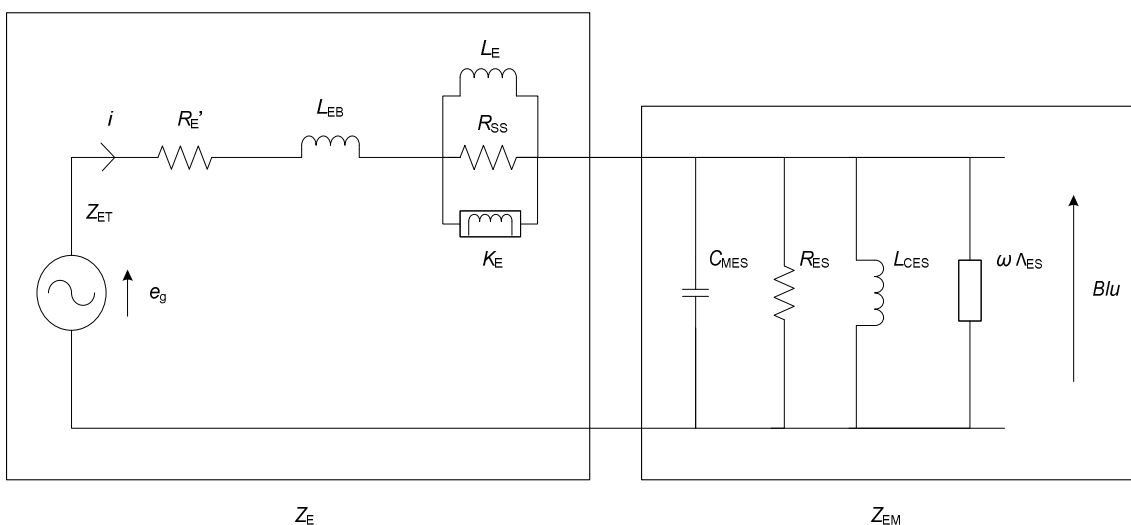 L_E
L_EB
i
R_E’
R_SS
Z_ET
K_E
e_g
C_MES
R_ES
L_CES
ω Λ_ES
Blu
Z_E
Z_EM